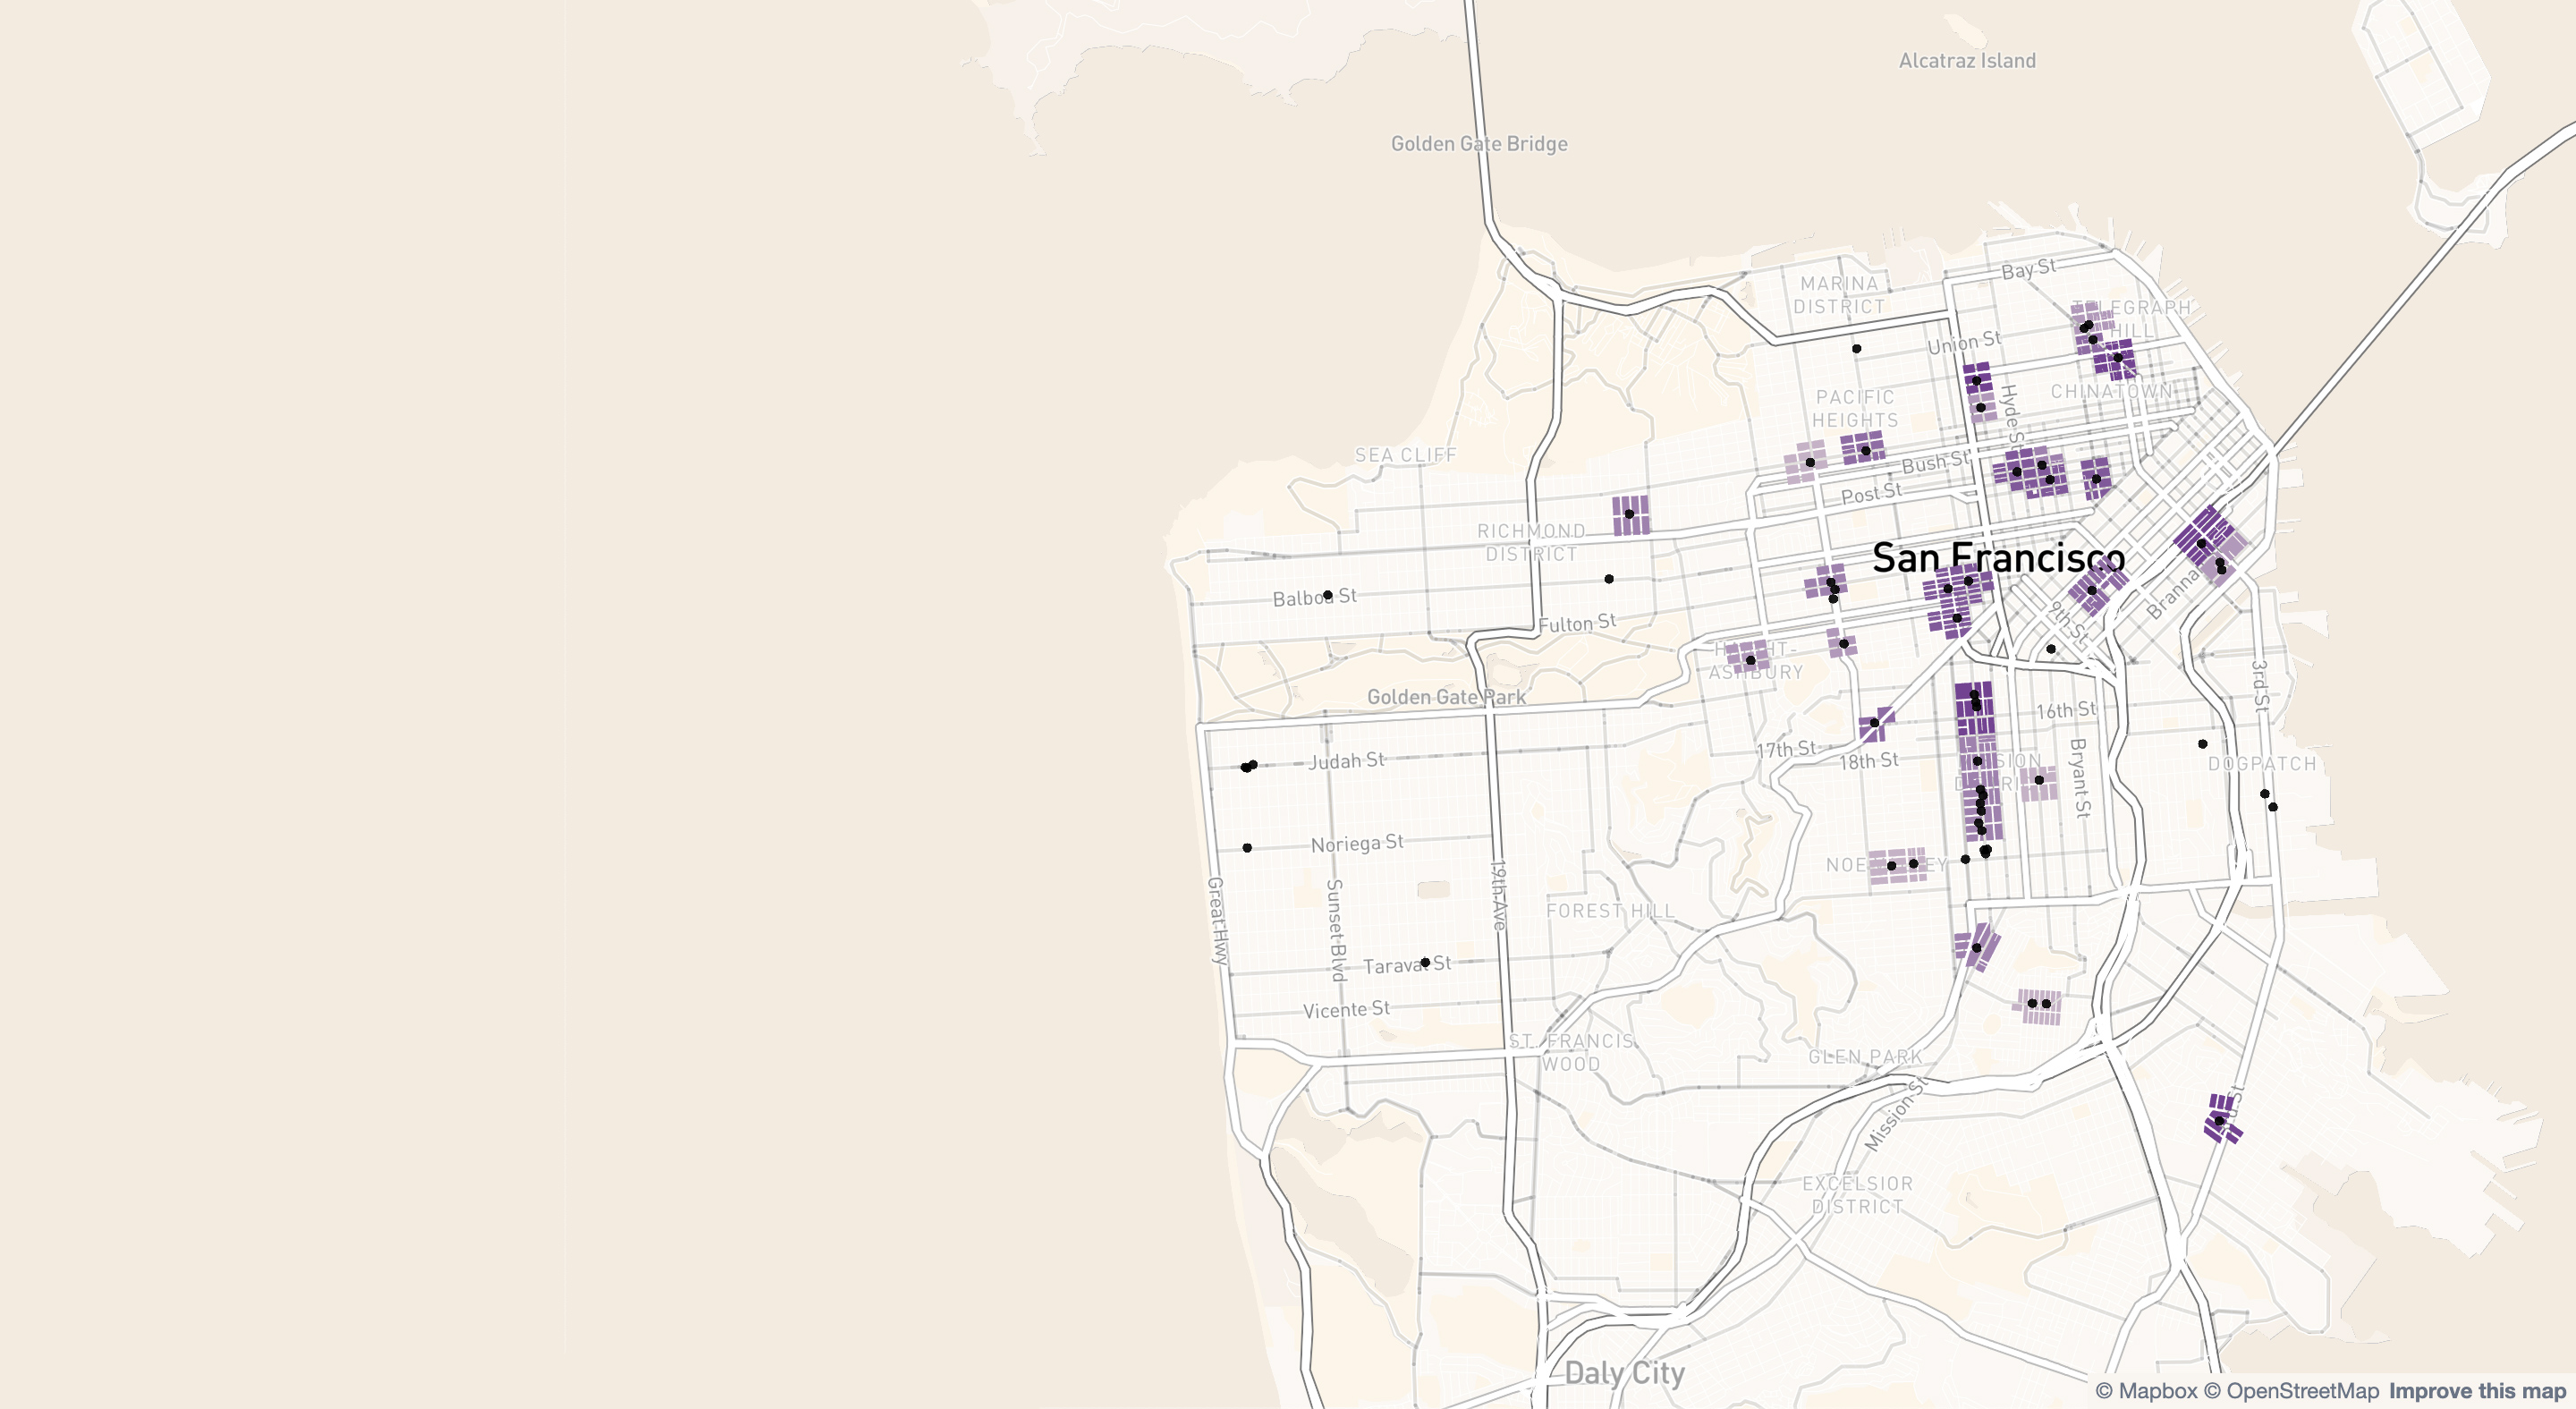 Alcatraz Island
Golden Gate Bridge
Bay St
MARINA
DISTRICT
TELEGRAPH
HILL
Union St
CHINATOWN
Hyde St
PACIFIC
HEIGHTS
SEA CLIFF
Bush St
Post St
RICHMOND
DISTRICT
San Francisco
Balboa St
Fulton St
9th St
Branna
HAIGHT-
ASHBURY
Golden Gate Park
3rd St
16th St
17th St
18th St
Judah St
Bryant St
DOGPATCH
Noriega St
19th Ave
NOE
EY
Great Hwy
Sunset Blvd
FOREST HILL
Taraval St
Vicente St
ST. FRANCIS
WOOD
GLEN PARK
Mission St
EXCELSIOR
DISTRICT
Daly City
© Mapbox © OpenStreetMap Improve this map